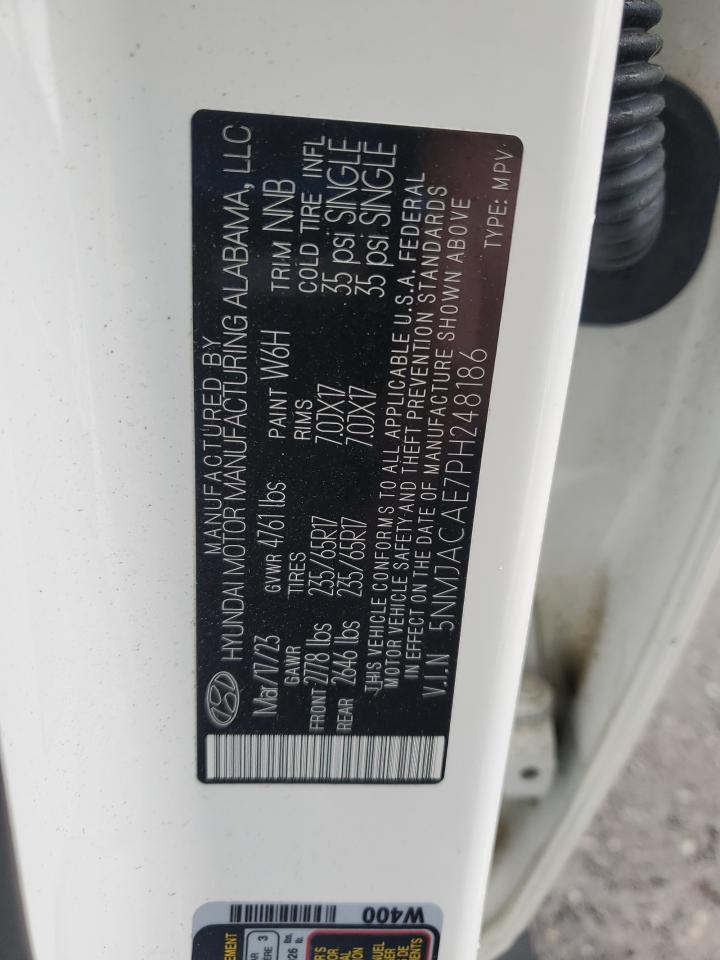 MANUFACTURED BY
HYUNDAI MOTOR MANUFACTURING ALABAMA, LLC
Mar/17/23 GVWR 4761 lbs PAINT W6H TRIM NNB
GAWR TIRES RIMS COLD TIRE INFL
FRONT 2778 lbs 235/65R17 7.0JX17 35 psi SINGLE
REAR 2646 lbs 235/65R17 7.0JX17 35 psi SINGLE
THIS VEHICLE CONFORMS TO ALL APPLICABLE U.S.A. FEDERAL
MOTOR VEHICLE SAFETY AND THEFT PREVENTION STANDARDS
IN EFFECT ON THE DATE OF MANUFACTURE SHOWN ABOVE
V.I.N 5NMJACAE7PH248186 TYPE: MPV
W400